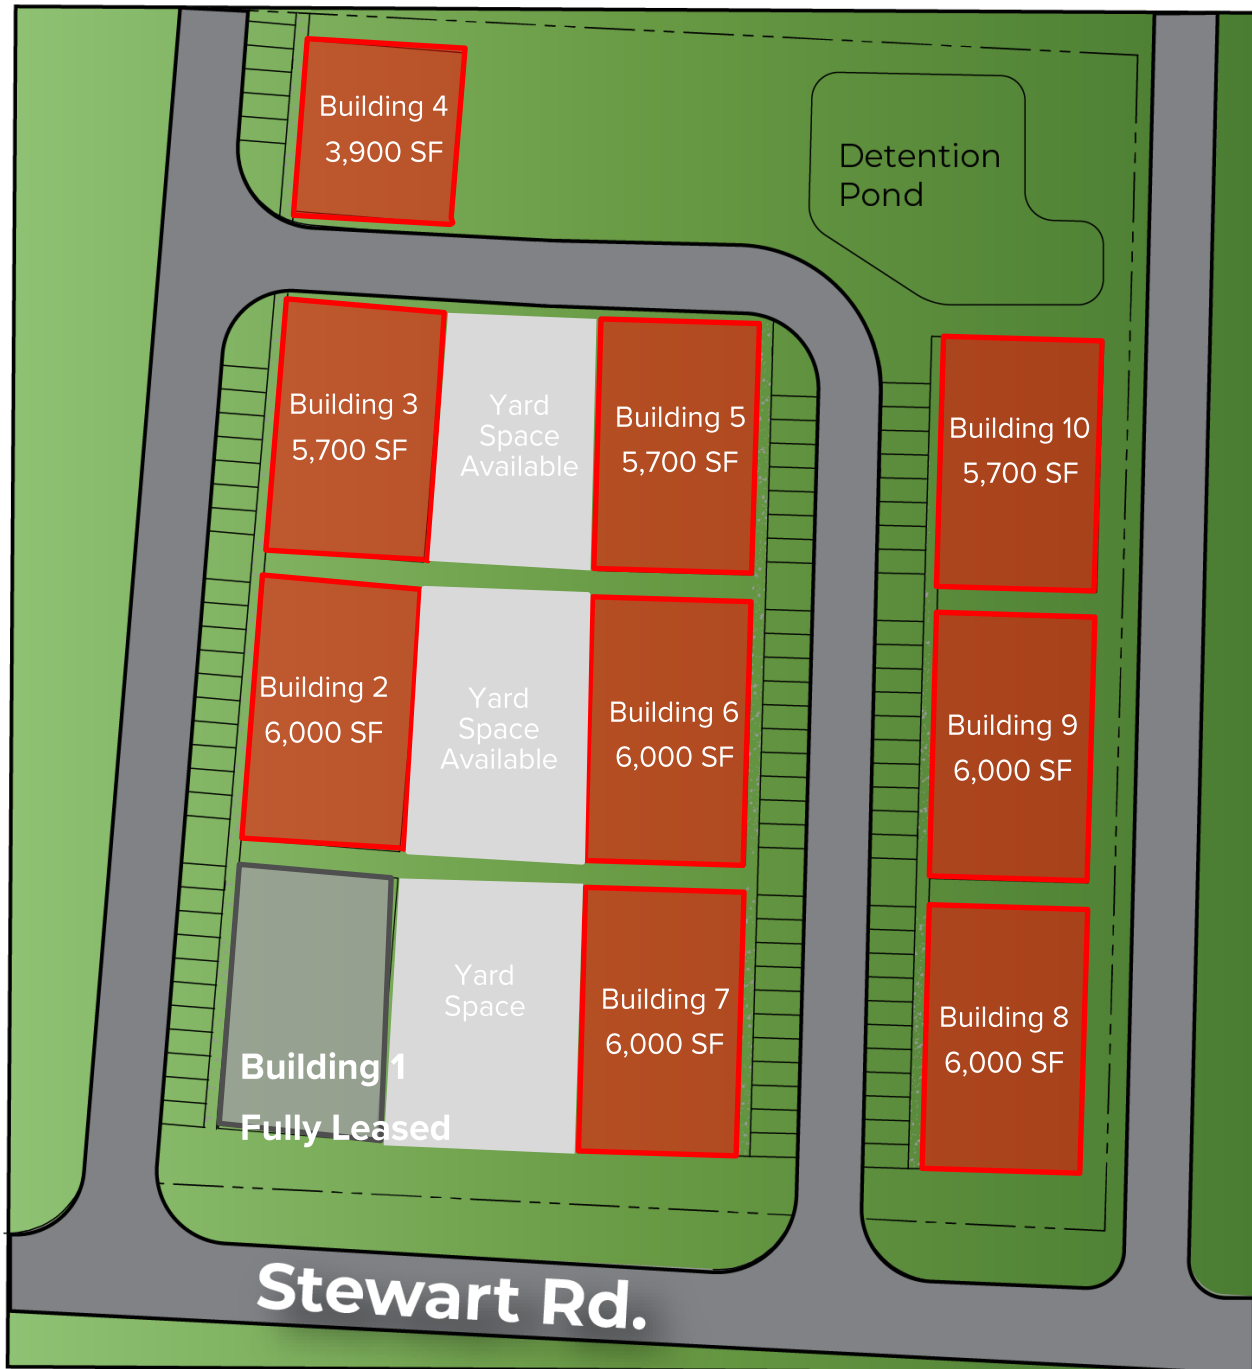 Building 4
3,900 SF
Detention
Pond
Building 3
5,700 SF
Yard
Space
Available
Building 5
5,700 SF
Building 10
5,700 SF
Building 2
6,000 SF
Yard
Space
Available
Building 6
6,000 SF
Building 9
6,000 SF
Building 1
Fully Leased
Yard
Space
Building 7
6,000 SF
Building 8
6,000 SF
Stewart Rd.